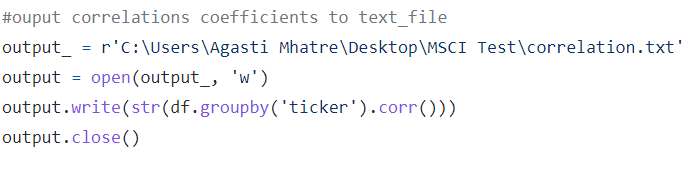 #ouput correlations coefficients to text_file
output_ = r'C:\Users\Agasti Mhatre\Desktop\MSCI Test\correlation.txt'
output = open(output_, 'w')
output.write(str(df.groupby('ticker').corr()))
output.close()